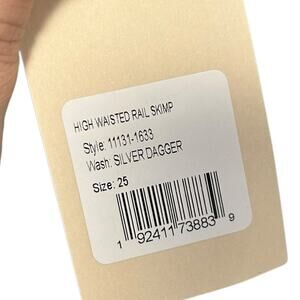 HIGH WAISTED RAIL SKIMP
Style: 11131-1633
Wash: SILVER DAGGER
Size: 25
1 92411 73883 9